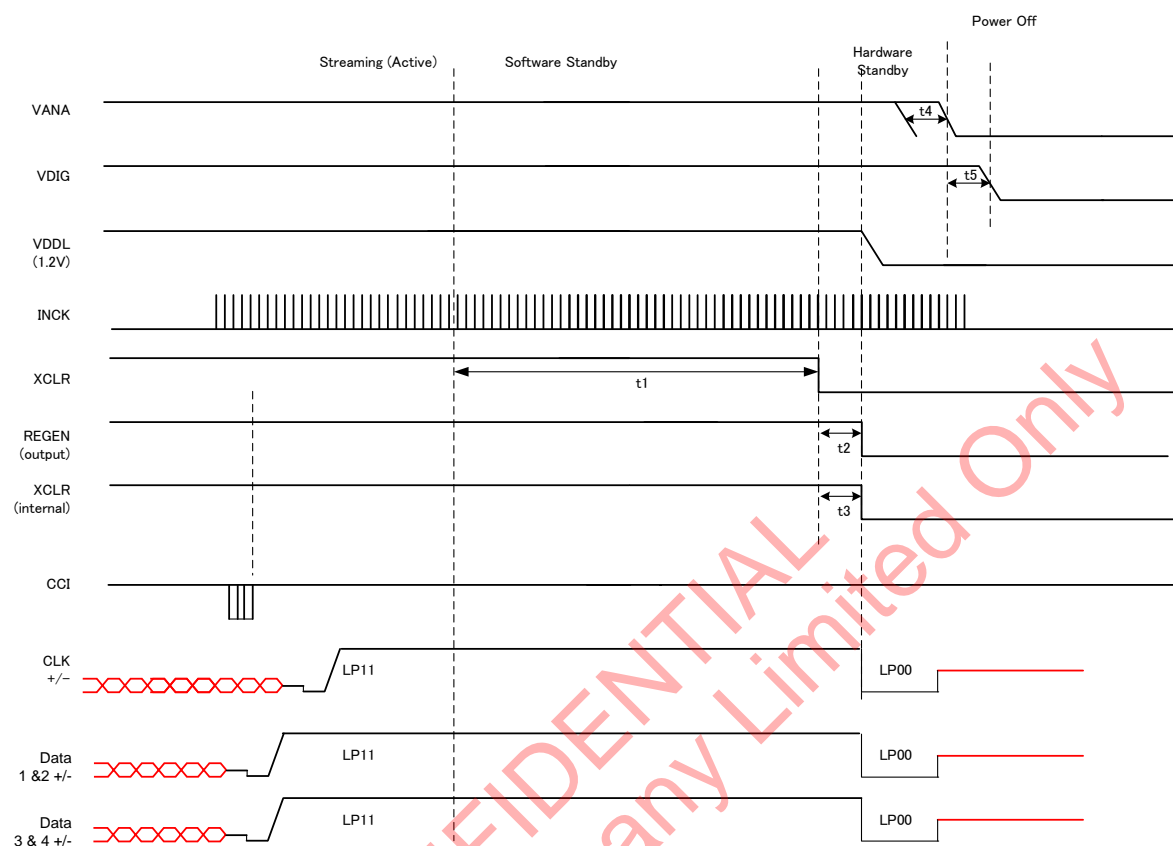 Power Off
Streaming (Active)
Software Standby
Hardware
Standby
VANA
t4
VDIG
t5
VDDL
(1.2V)
INCK
XCLR
t1
REGEN
(output)
t2
XCLR
(internal)
t3
CCI
CLK
+/-
LP11
LP00
Data
1 &2 +/-
LP11
LP00
Data
3 & 4 +/-
LP11
LP00
Limited Only